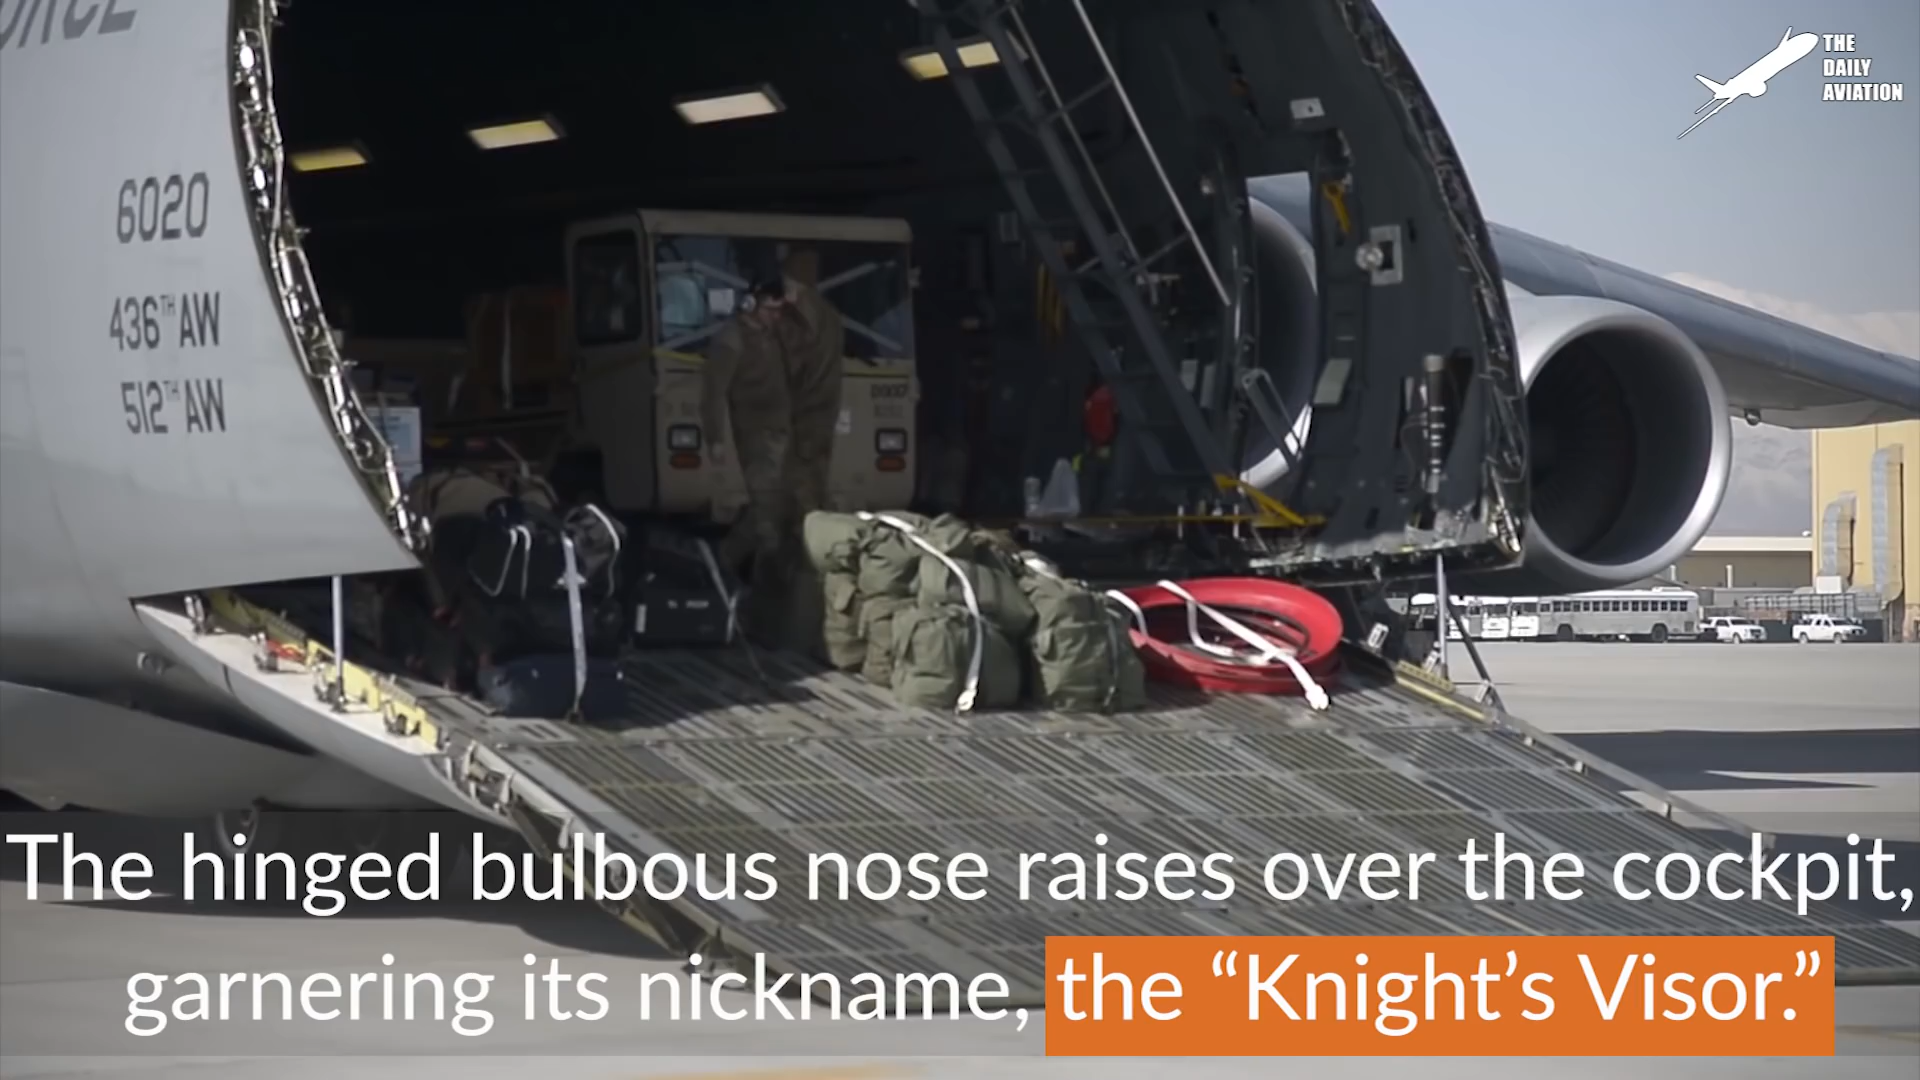 THE
DAILY
AVIATION
6020
436TH AW
512TH AW
The hinged bulbous nose raises over the cockpit,
garnering its nickname, the “Knight’s Visor.”